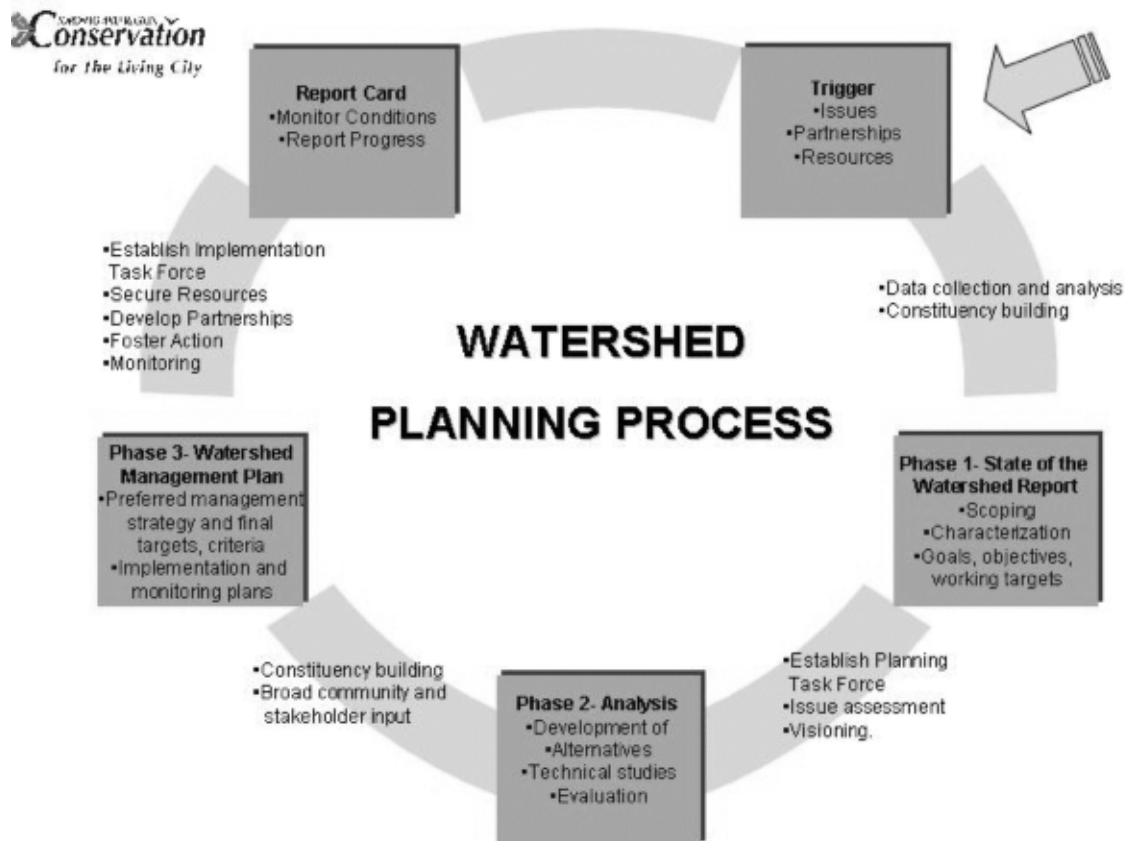 Conservation
for the Living City
Report Card
•Monitor Conditions
•Report Progress
Trigger
•Issues
•Partnerships
•Resources
•Establish Implementation
Task Force
•Secure Resources
•Develop Partnerships
•Foster Action
•Monitoring
•Data collection and analysis
•Constituency building
WATERSHED
PLANNING PROCESS
Phase 3- Watershed
Management Plan
•Preferred management
strategy and final
targets, criteria
•Implementation and
monitoring plans
Phase 1- State of the
Watershed Report
•Scoping
•Characterization
•Goals, objectives,
working targets
•Constituency building
•Broad community and
stakeholder input
Phase 2- Analysis
•Development of
•Alternatives
•Technical studies
•Evaluation
•Establish Planning
Task Force
•Issue assessment
•Visioning.